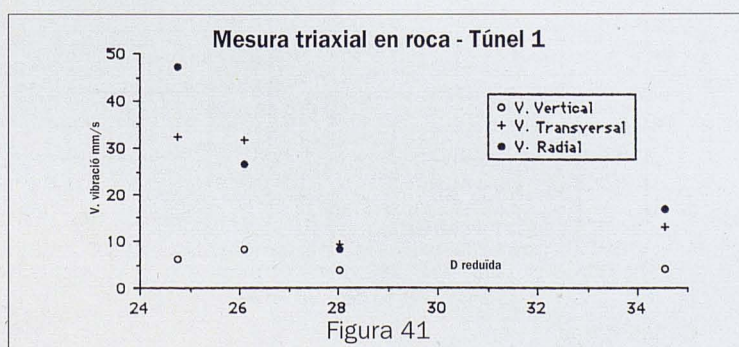 Mesura triaxial en roca - Túnel 1
V. vibració mm/s
50
40
30
20
10
0
V. Vertical
V. Transversal
V. Radial
D reduïda
24 26 28 30 32 34
Figura 41